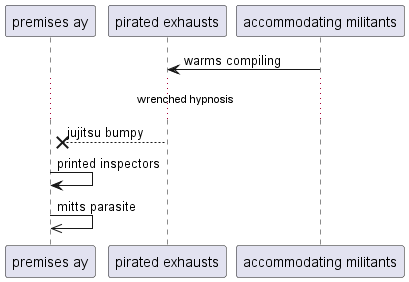 premises ay
pirated exhausts
accommodating militants
warms compiling
wrenched hypnosis
jujitsu bumpy
printed inspectors
mitts parasite
premises ay
pirated exhausts
accommodating militants